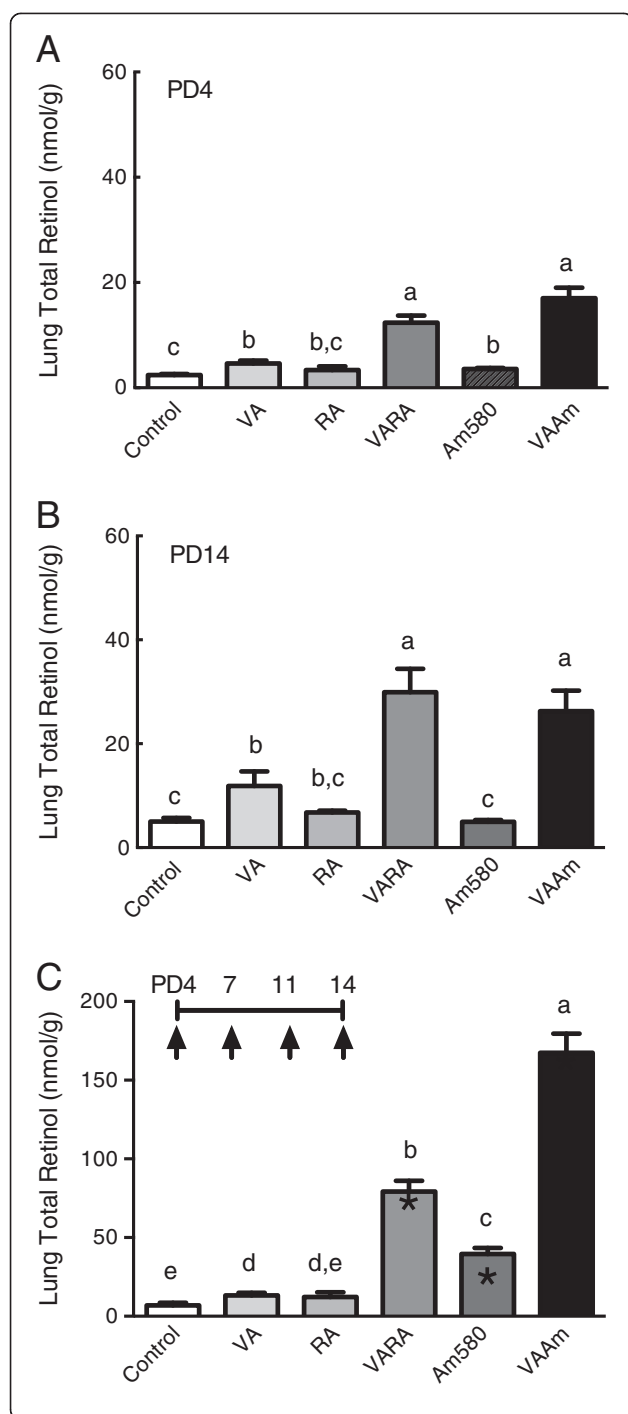 A
PD4
Lung Total Retinol (nmol/g)
60
40
20
0
c
b
b,c
a
b
a
Control
VA
RA
VARA
Am580
VAAm
B
PD14
Lung Total Retinol (nmol/g)
60
40
20
0
c
b
b,c
a
c
a
Control
VA
RA
VARA
Am580
VAAm
C
PD4 7 11 14
Lung Total Retinol (nmol/g)
200
150
100
50
0
e
d
d,e
b
*
c
*
a
Control
VA
RA
VARA
Am580
VAAm